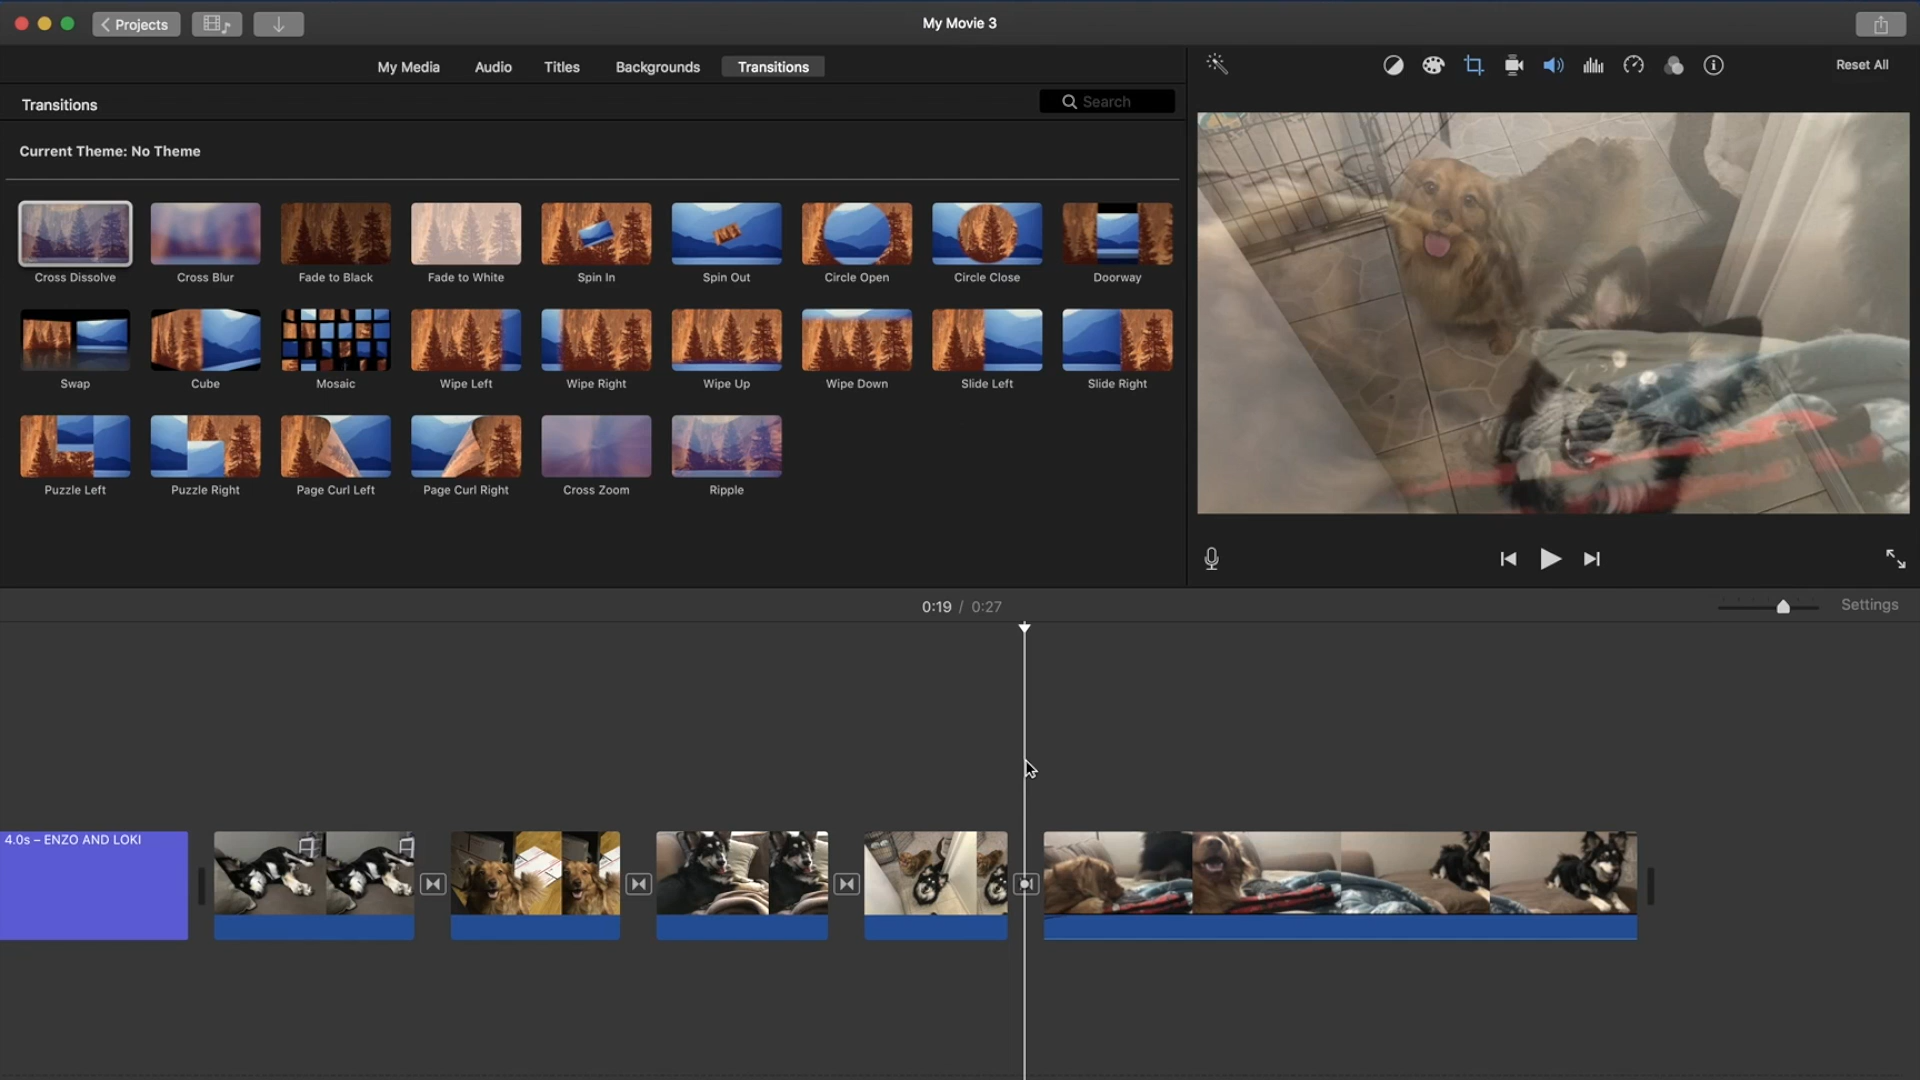 Projects
My Movie 3
My Media
Audio
Titles
Backgrounds
Transitions
Reset All
Transitions
Search
Current Theme: No Theme
Cross Dissolve
Cross Blur
Fade to Black
Fade to White
Spin In
Spin Out
Circle Open
Circle Close
Doorway
Swap
Cube
Mosaic
Wipe Left
Wipe Right
Wipe Up
Wipe Down
Slide Left
Slide Right
Puzzle Left
Puzzle Right
Page Curl Left
Page Curl Right
Cross Zoom
Ripple
0:19 / 0:27
Settings
4.0s – ENZO AND LOKI